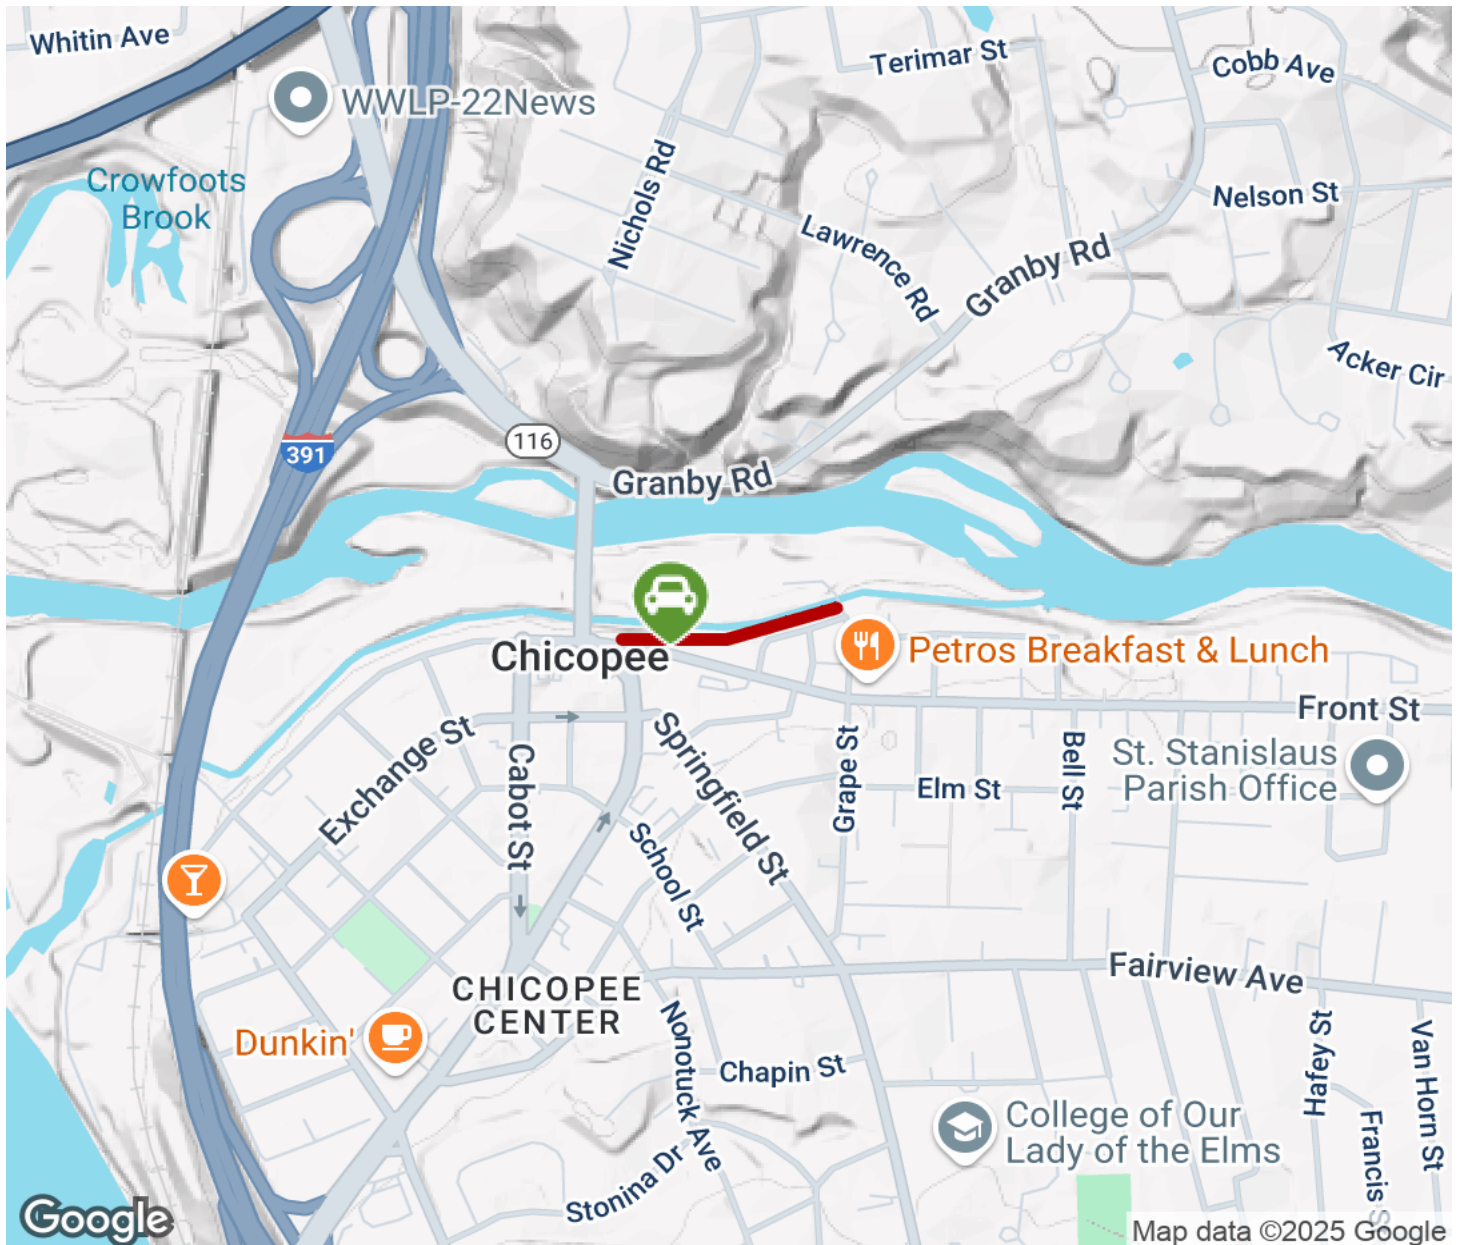 Whitin Ave
WWLP-22News
Terimar St
Cobb Ave
Crowfoots
Brook
Nichols Rd
Nelson St
Lawrence Rd
Granby Rd
Acker Cir
116
391
Granby Rd
Chicopee
Petros Breakfast & Lunch
Front St
Exchange St
Cabot St
Springfield St
Grape St
Bell St
Elm St
St. Stanislaus
Parish Office
School St
Fairview Ave
CHICOPEE
CENTER
Dunkin'
Nonotuck Ave
Chapin St
Hafey St
Van Horn St
College of Our
Lady of the Elms
Francis S
Stonina Dr
Google
Map data ©2025 Google